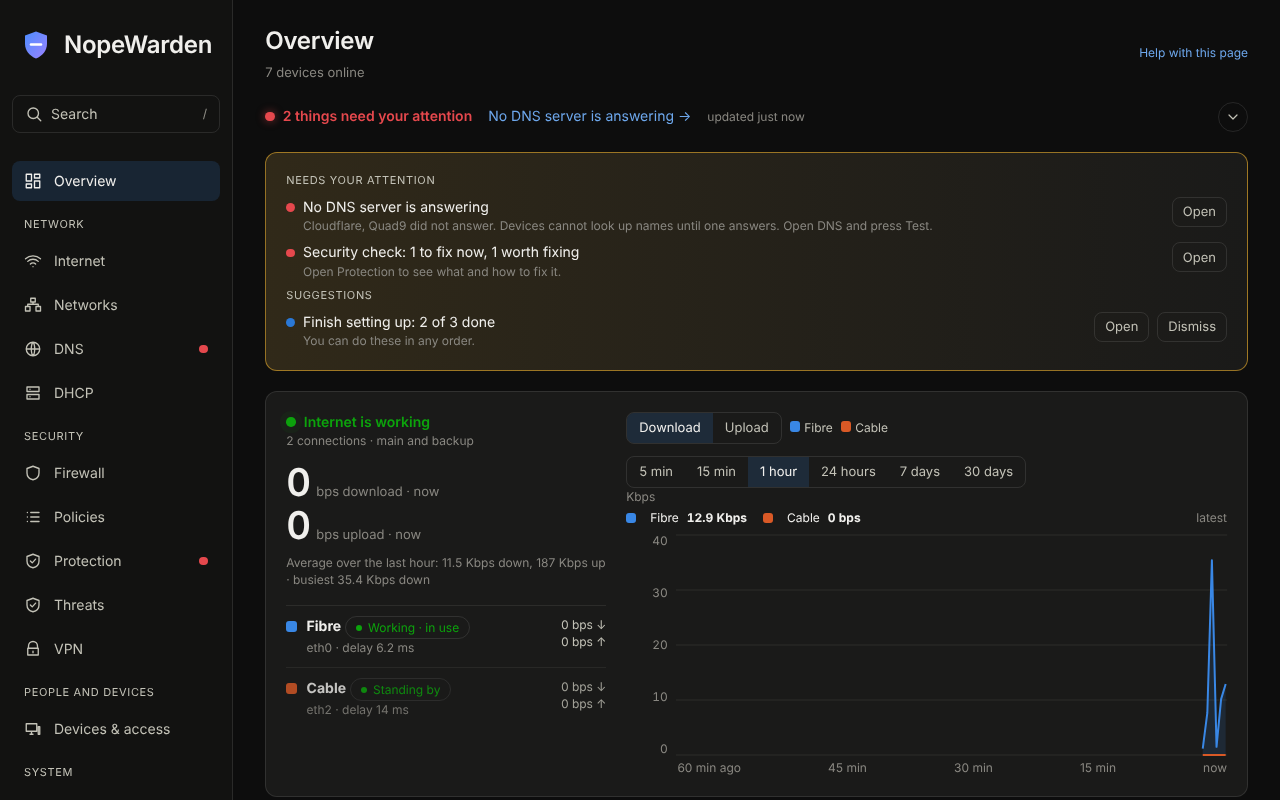 NopeWarden
Search /
Overview
NETWORK
Internet
Networks
DNS
DHCP
SECURITY
Firewall
Policies
Protection
Threats
VPN
PEOPLE AND DEVICES
Devices & access
SYSTEM
Overview
7 devices online
Help with this page
2 things need your attention No DNS server is answering → updated just now
NEEDS YOUR ATTENTION
No DNS server is answering
Cloudflare, Quad9 did not answer. Devices cannot look up names until one answers. Open DNS and press Test.
Open
Security check: 1 to fix now, 1 worth fixing
Open Protection to see what and how to fix it.
Open
SUGGESTIONS
Finish setting up: 2 of 3 done
You can do these in any order.
Open Dismiss
Internet is working
2 connections · main and backup
0 bps download · now
0 bps upload · now
Average over the last hour: 11.5 Kbps down, 187 Kbps up
· busiest 35.4 Kbps down
Fibre Working · in use 0 bps ↓
eth0 · delay 6.2 ms 0 bps ↑
Cable Standing by 0 bps ↓
eth2 · delay 14 ms 0 bps ↑
Download Upload Fibre Cable
5 min 15 min 1 hour 24 hours 7 days 30 days
Kbps
Fibre 12.9 Kbps Cable 0 bps latest
40
30
20
10
0
60 min ago 45 min 30 min 15 min now